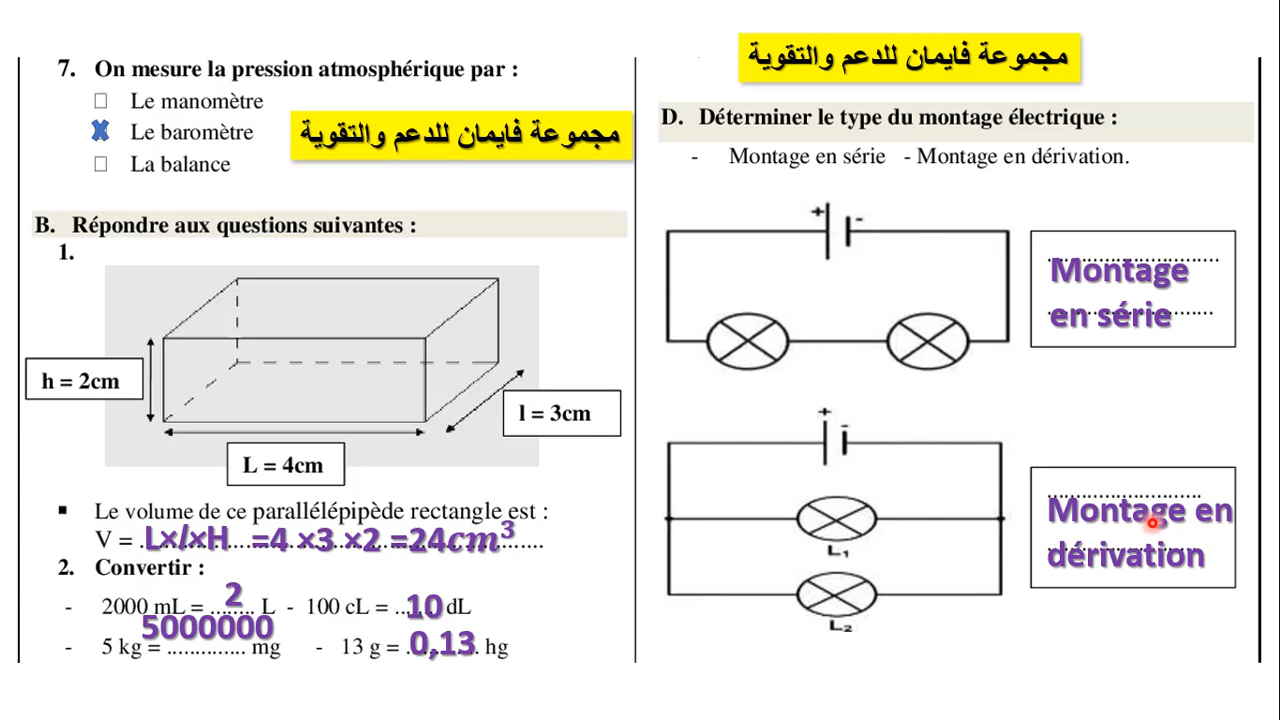 7. On mesure la pression atmosphérique par :
□ Le manomètre
Le baromètre
□ La balance
مجموعة فايمان للدعم والتقوية
B. Répondre aux questions suivantes :
1.
h = 2cm
l = 3cm
L = 4cm
▪ Le volume de ce parallélépipède rectangle est :
V = L×l×H =4 ×3 ×2 =24cm³
2. Convertir :
- 2000 mL = 2 L - 100 cL = 10 dL
- 5 kg = 5000000 mg - 13 g = 0,13 hg
مجموعة فايمان للدعم والتقوية
D. Déterminer le type du montage électrique :
- Montage en série - Montage en dérivation.
+ -
Montage
en série
+ -
L₁
L₂
Montage en
dérivation